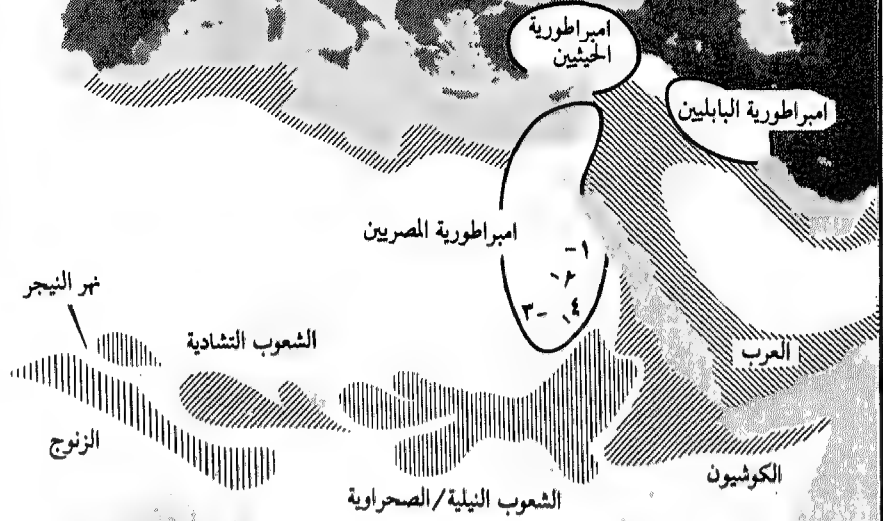 امبراطورية
الحيثيين
امبراطورية البابليين
امبراطورية المصريين
١ -
٢ -
٣ -
٤ -
نهر النيجر
الشعوب التشادية
العرب
الزنوج
الكوشيون
الشعوب النيلية/الصحراوية